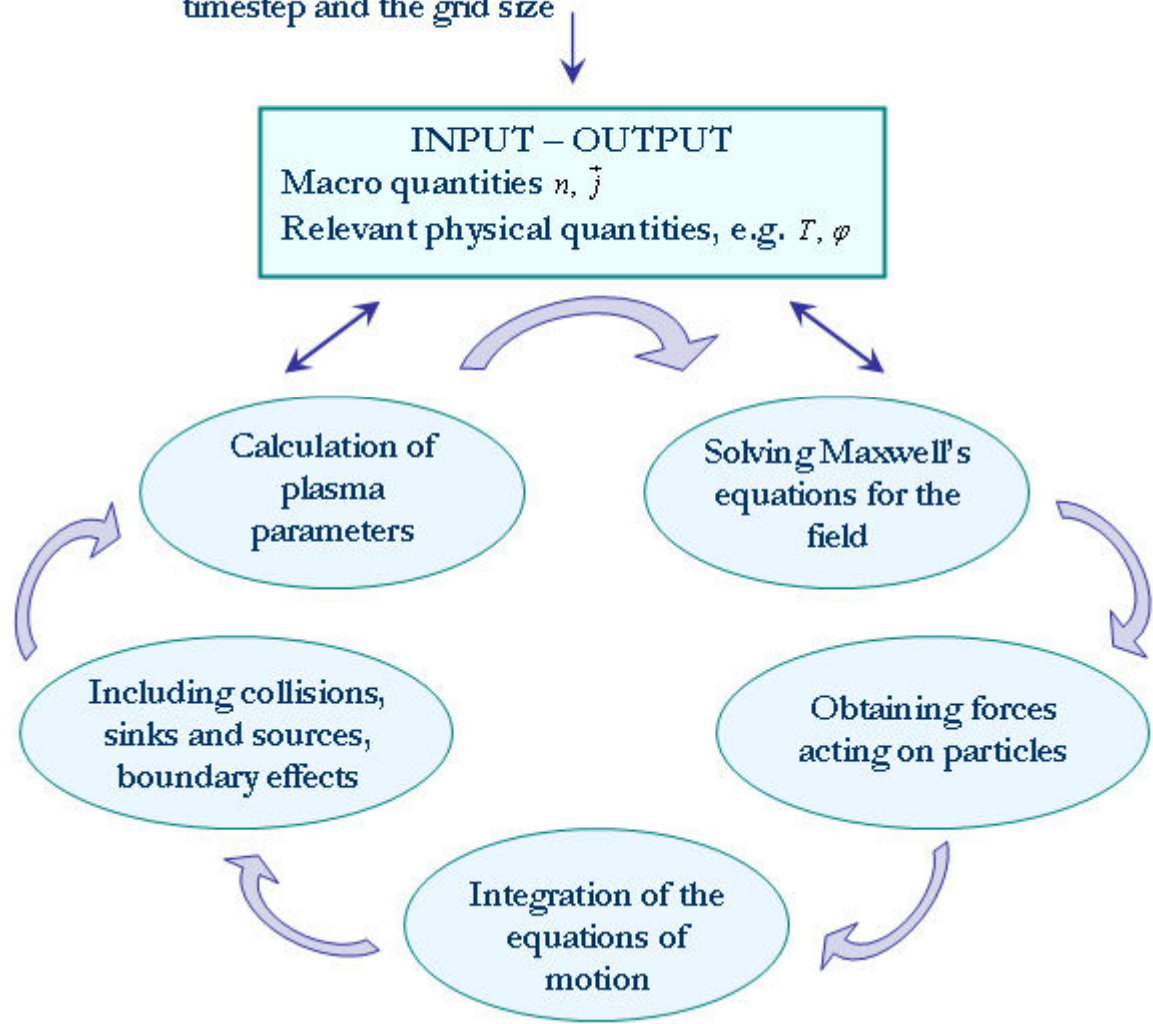 timestep and the grid size
INPUT – OUTPUT
Macro quantities n, j⃗
Relevant physical quantities, e.g. T, φ
Calculation of
plasma
parameters
Solving Maxwell's
equations for the
field
Including collisions,
sinks and sources,
boundary effects
Obtaining forces
acting on particles
Integration of the
equations of
motion